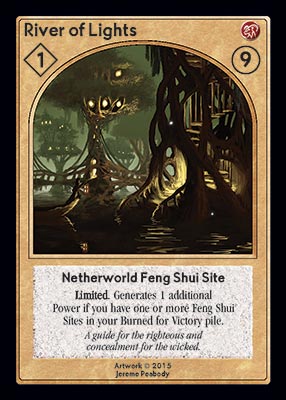 River of Lights
1
9
Netherworld Feng Shui Site
Limited. Generates 1 additional
Power if you have one or more Feng Shui
Sites in your Burned for Victory pile.
A guide for the righteous and
concealment for the wicked.
Artwork © 2015
Jereme Peabody